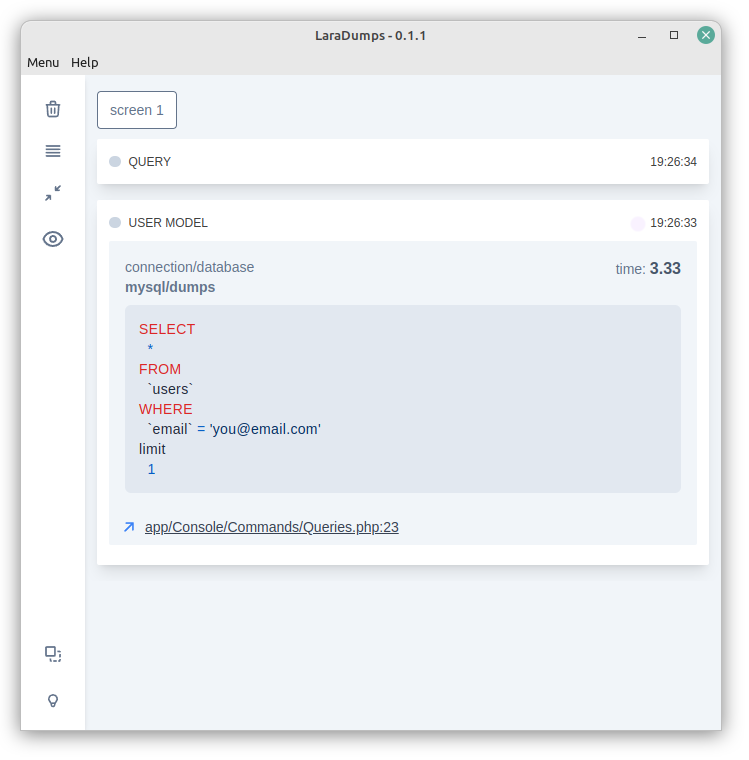 LaraDumps - 0.1.1
Menu Help
screen 1
QUERY 19:26:34
USER MODEL 19:26:33
connection/database time: 3.33
mysql/dumps
SELECT
*
FROM
`users`
WHERE
`email` = 'you@email.com'
limit
1
app/Console/Commands/Queries.php:23